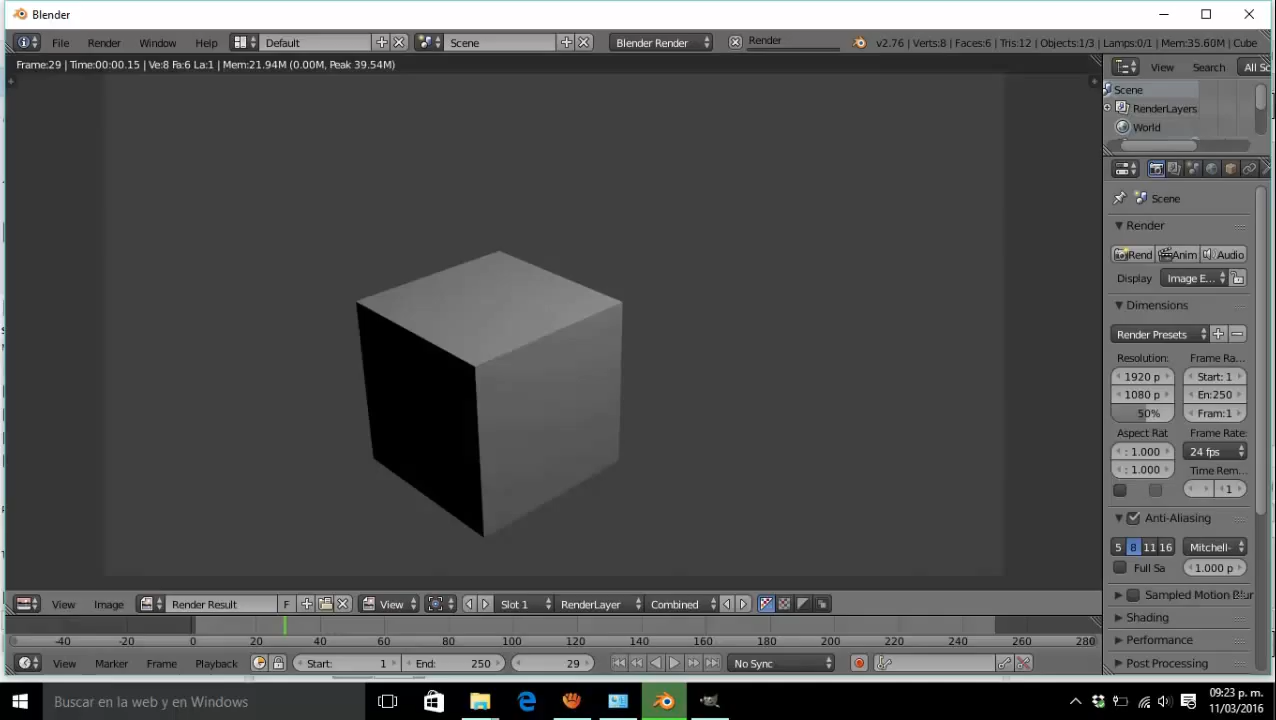 Blender
File Render Window Help Default Scene Blender Render Render v2.76 | Verts:8 | Faces:6 | Tris:12 | Objects:1/3 | Lamps:0/1 | Mem:35.60M | Cube
Frame:29 | Time:00:00.15 | Ve:8 Fa:6 La:1 | Mem:21.94M (0.00M, Peak 39.54M)
View Search All Sc
Scene
RenderLayers
World
Scene
Render
Rend Anim Audio
Display Image E...
Dimensions
Render Presets
Resolution: Frame Ra...
1920 p Start: 1
1080 p En:250
50% Fram:1
Aspect Rat Frame Rate:
: 1.000 24 fps
: 1.000 Time Rem...
1
Anti-Aliasing
5 8 11 16 Mitchell-
Full Sa 1.000 p
Sampled Motion Blur
Shading
Performance
Post Processing
View Image Render Result F View Slot 1 RenderLayer Combined
-40 -20 0 20 40 60 80 100 120 140 160 180 200 220 240 260 280
View Marker Frame Playback Start: 1 End: 250 29 No Sync
Buscar en la web y en Windows
09:23 p. m.
11/03/2016